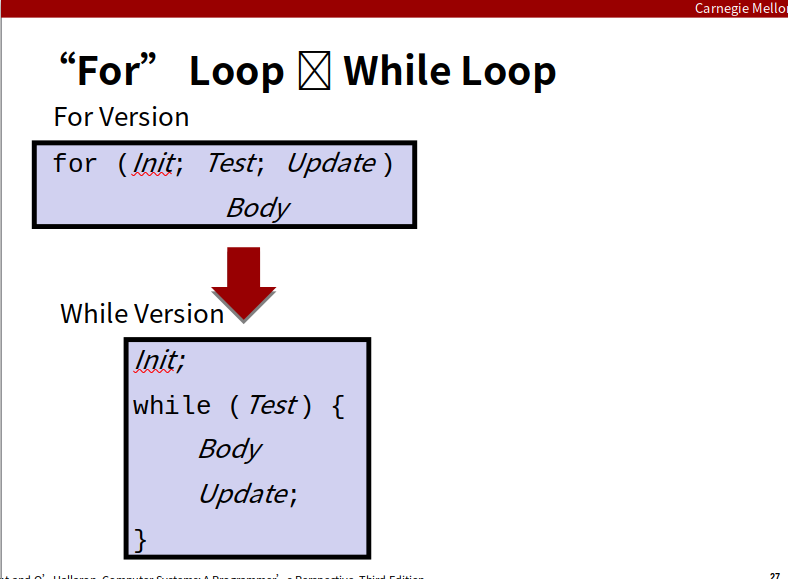 Carnegie Mellon
“For” Loop While Loop
For Version
for (Init; Test; Update)
Body
While Version
Init;
while (Test) {
Body
Update;
}
and O’Hallaron, Computer Systems: A Programmer’s Perspective, Third Edition
27